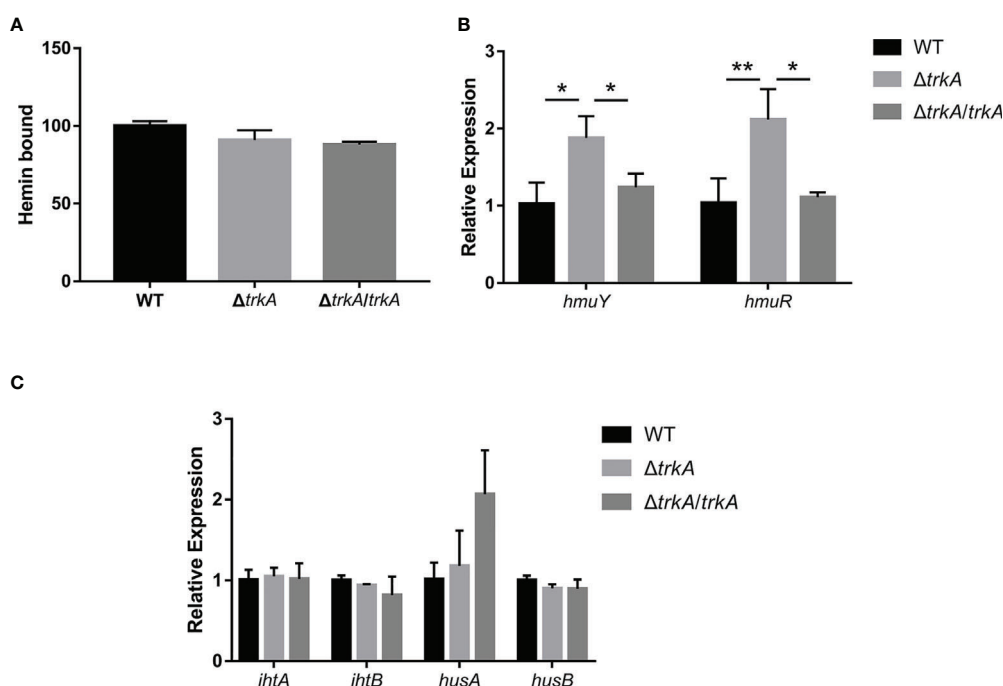 A
Hemin bound
150
100
50
0
WT
ΔtrkA
ΔtrkA/trkA
B
Relative Expression
3
2
1
0
*
*
**
*
hmuY
hmuR
WT
ΔtrkA
ΔtrkA/trkA
C
Relative Expression
3
2
1
0
ihtA
ihtB
husA
husB
WT
ΔtrkA
ΔtrkA/trkA